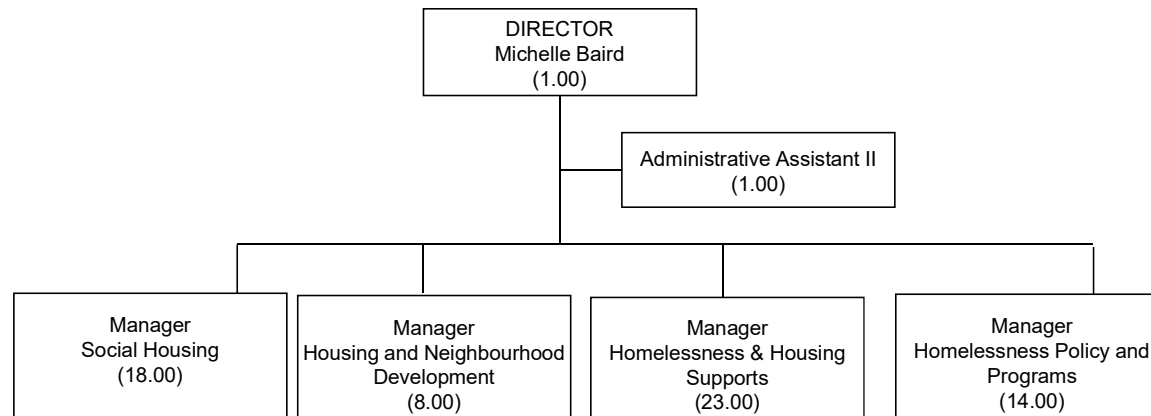 DIRECTOR
Michelle Baird
(1.00)
Administrative Assistant II
(1.00)
Manager
Social Housing
(18.00)
Manager
Housing and Neighbourhood
Development
(8.00)
Manager
Homelessness & Housing
Supports
(23.00)
Manager
Homelessness Policy and
Programs
(14.00)